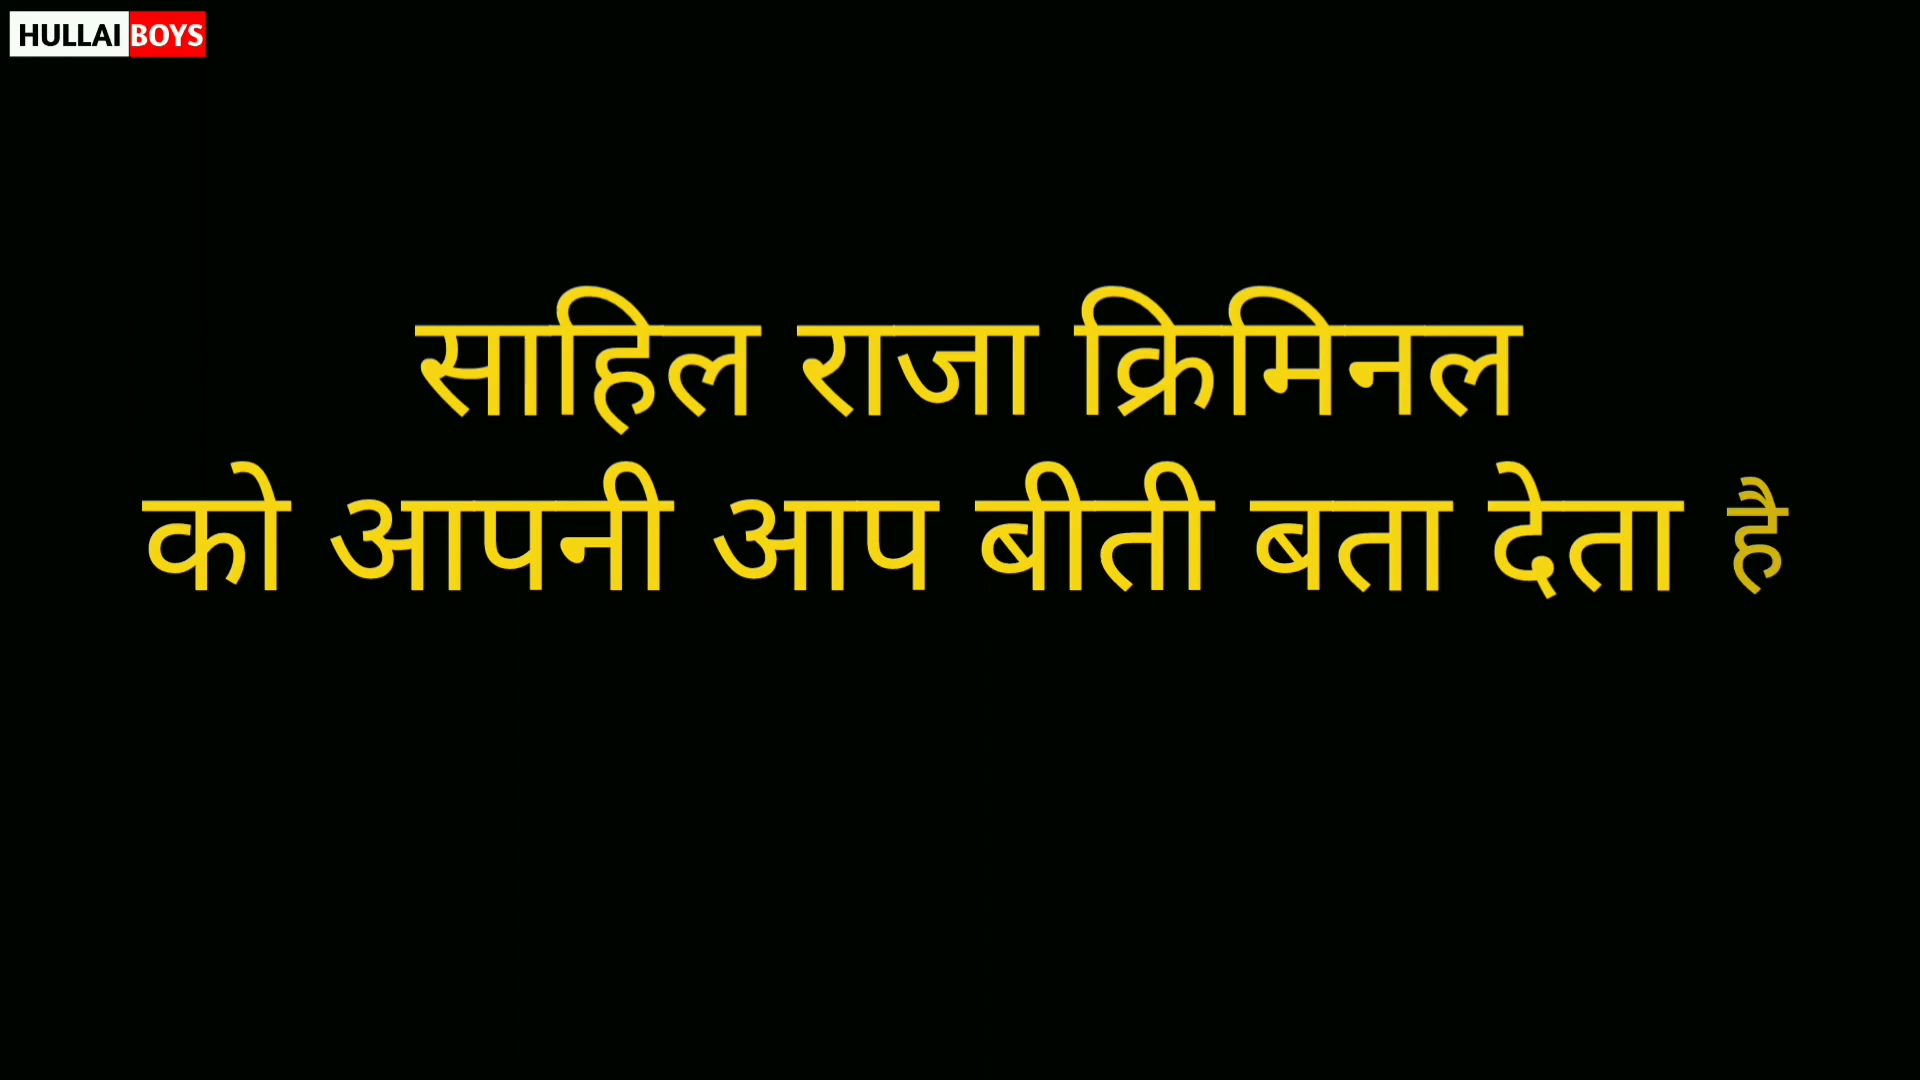 HULLAI BOYS
साहिल राजा क्रिमिनल
को आपनी आप बीती बता देता है